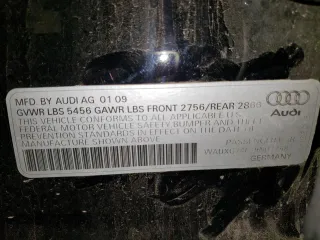 MFD. BY AUDI AG 01 09
GVWR LBS 5456 GAWR LBS FRONT 2756/REAR
THIS VEHICLE CONFORMS TO ALL APPLICABLE
FEDERAL MOTOR VEHICLE SAFETY BUMPER AND THEFT
PREVENTION STANDARDS IN EFFECT ON THE DATE OF
MANUFACTURE SHOWN ABOVE
Audi
GERMANY